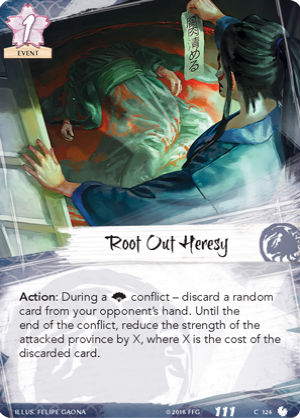 1
EVENT
Root Out Heresy
Action: During a conflict – discard a random
card from your opponent's hand. Until the
end of the conflict, reduce the strength of the
attacked province by X, where X is the cost of
the discarded card.
ILLUS. FELIPE GAONA
©2018 FFG
111
C 124